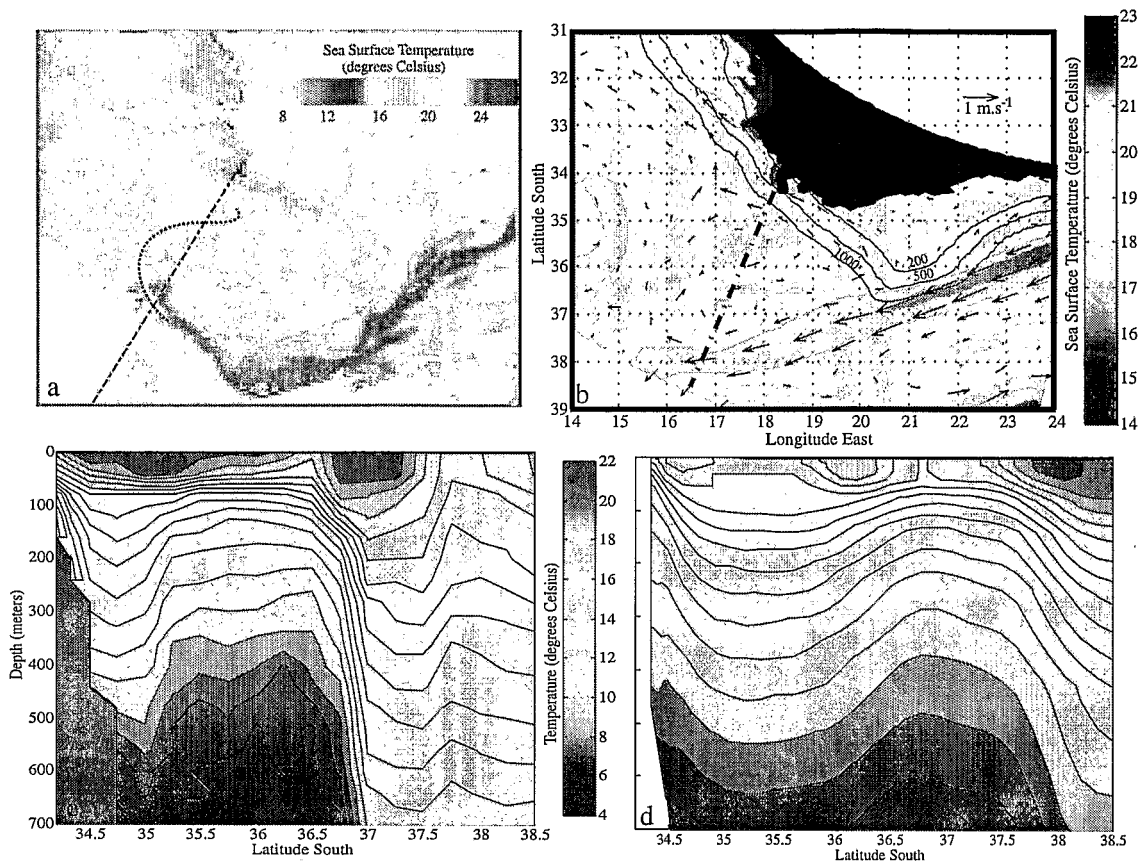 Sea Surface Temperature
(degrees Celsius)
8 12 16 20 24
a
31
32
33
34
35
36
37
38
39
Latitude South
14 15 16 17 18 19 20 21 22 23 24
Longitude East
1 m.s⁻¹
200
500
1000
b
23
22
21
20
19
18
17
16
15
14
Sea Surface Temperature (degrees Celsius)
0
100
200
300
400
500
600
700
Depth (meters)
34.5 35 35.5 36 36.5 37 37.5 38 38.5
Latitude South
22
20
18
16
14
12
10
8
6
4
Temperature (degrees Celsius)
d
34.5 35 35.5 36 36.5 37 37.5 38 38.5
Latitude South